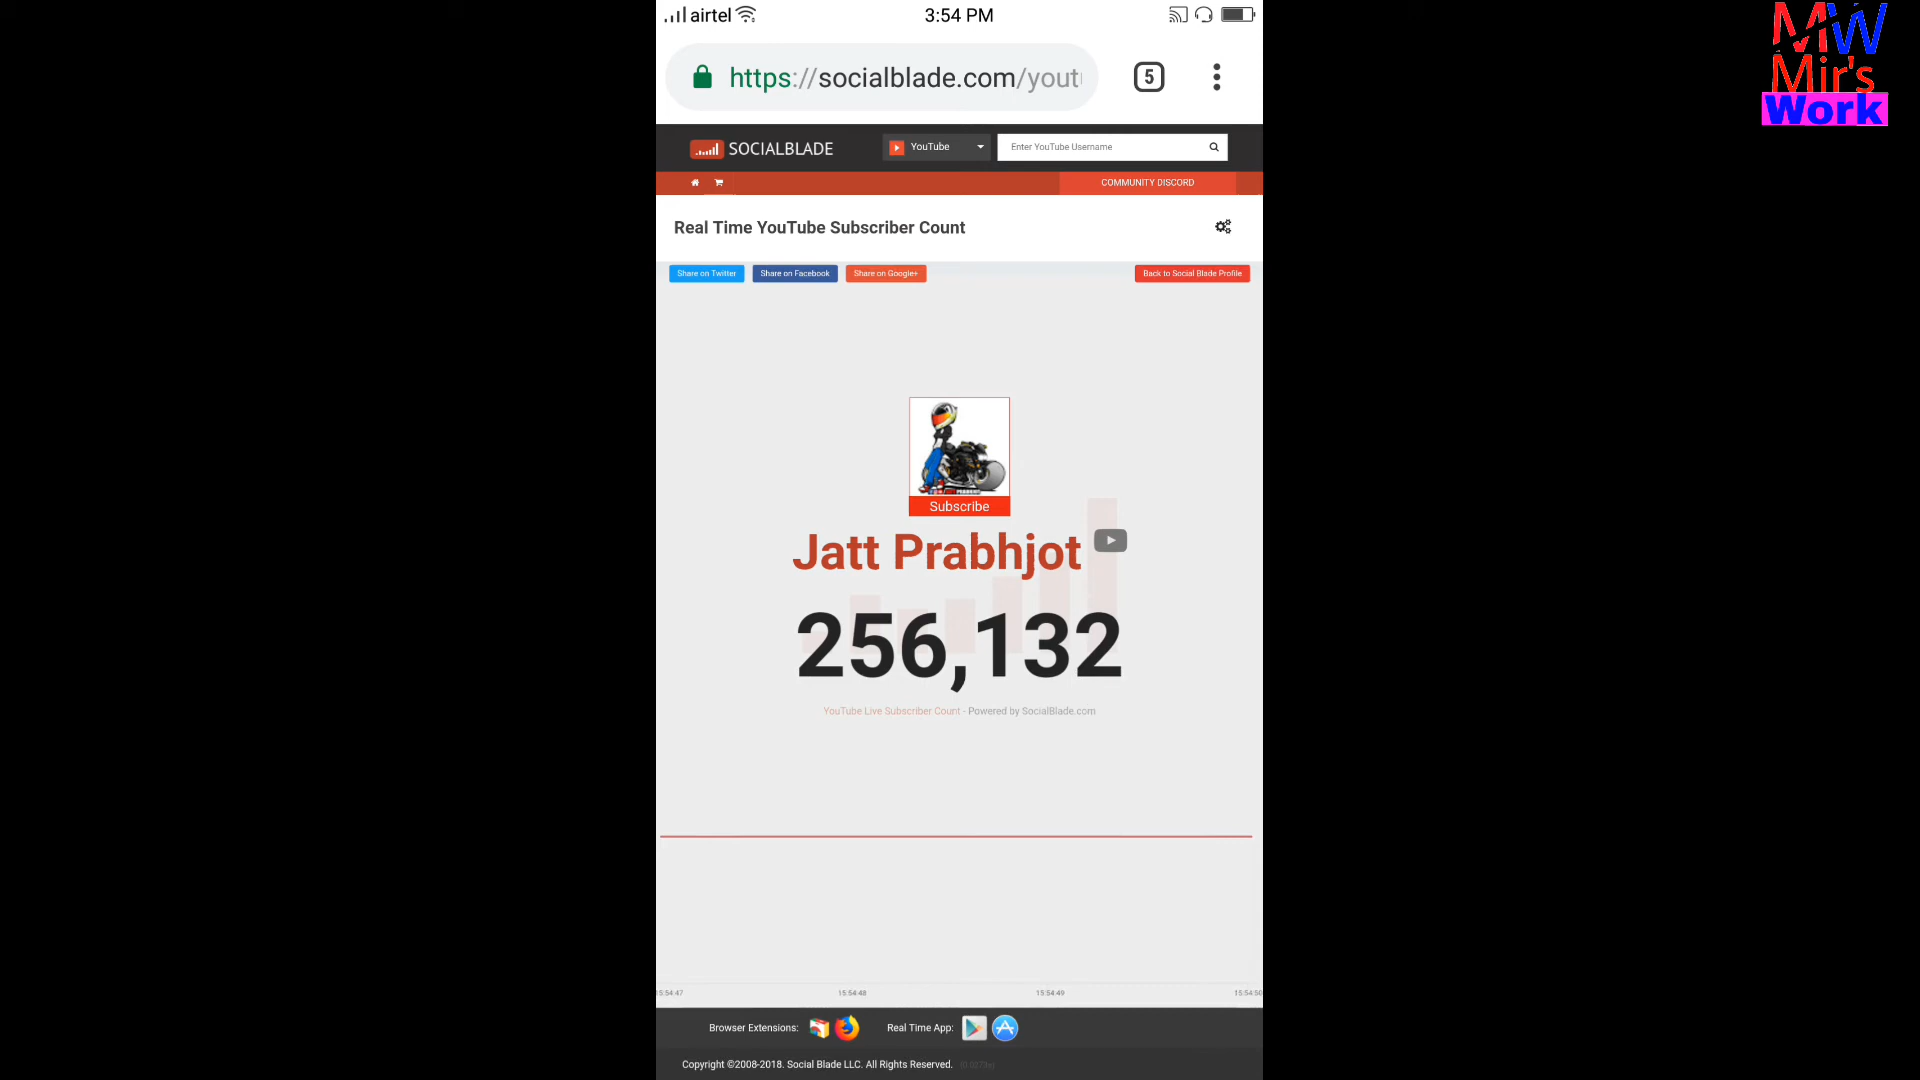 airtel
3:54 PM
https://socialblade.com/yout
5
MW
Mir's
Work
SOCIALBLADE
YouTube
Enter YouTube Username
COMMUNITY DISCORD
Real Time YouTube Subscriber Count
Share on Twitter
Share on Facebook
Share on Google+
Back to Social Blade Profile
Subscribe
Jatt Prabhjot
256,132
YouTube Live Subscriber Count - Powered by SocialBlade.com
15:54:47
15:54:48
15:54:49
15:54:50
Browser Extensions:
Real Time App:
Copyright ©2008-2018. Social Blade LLC. All Rights Reserved.